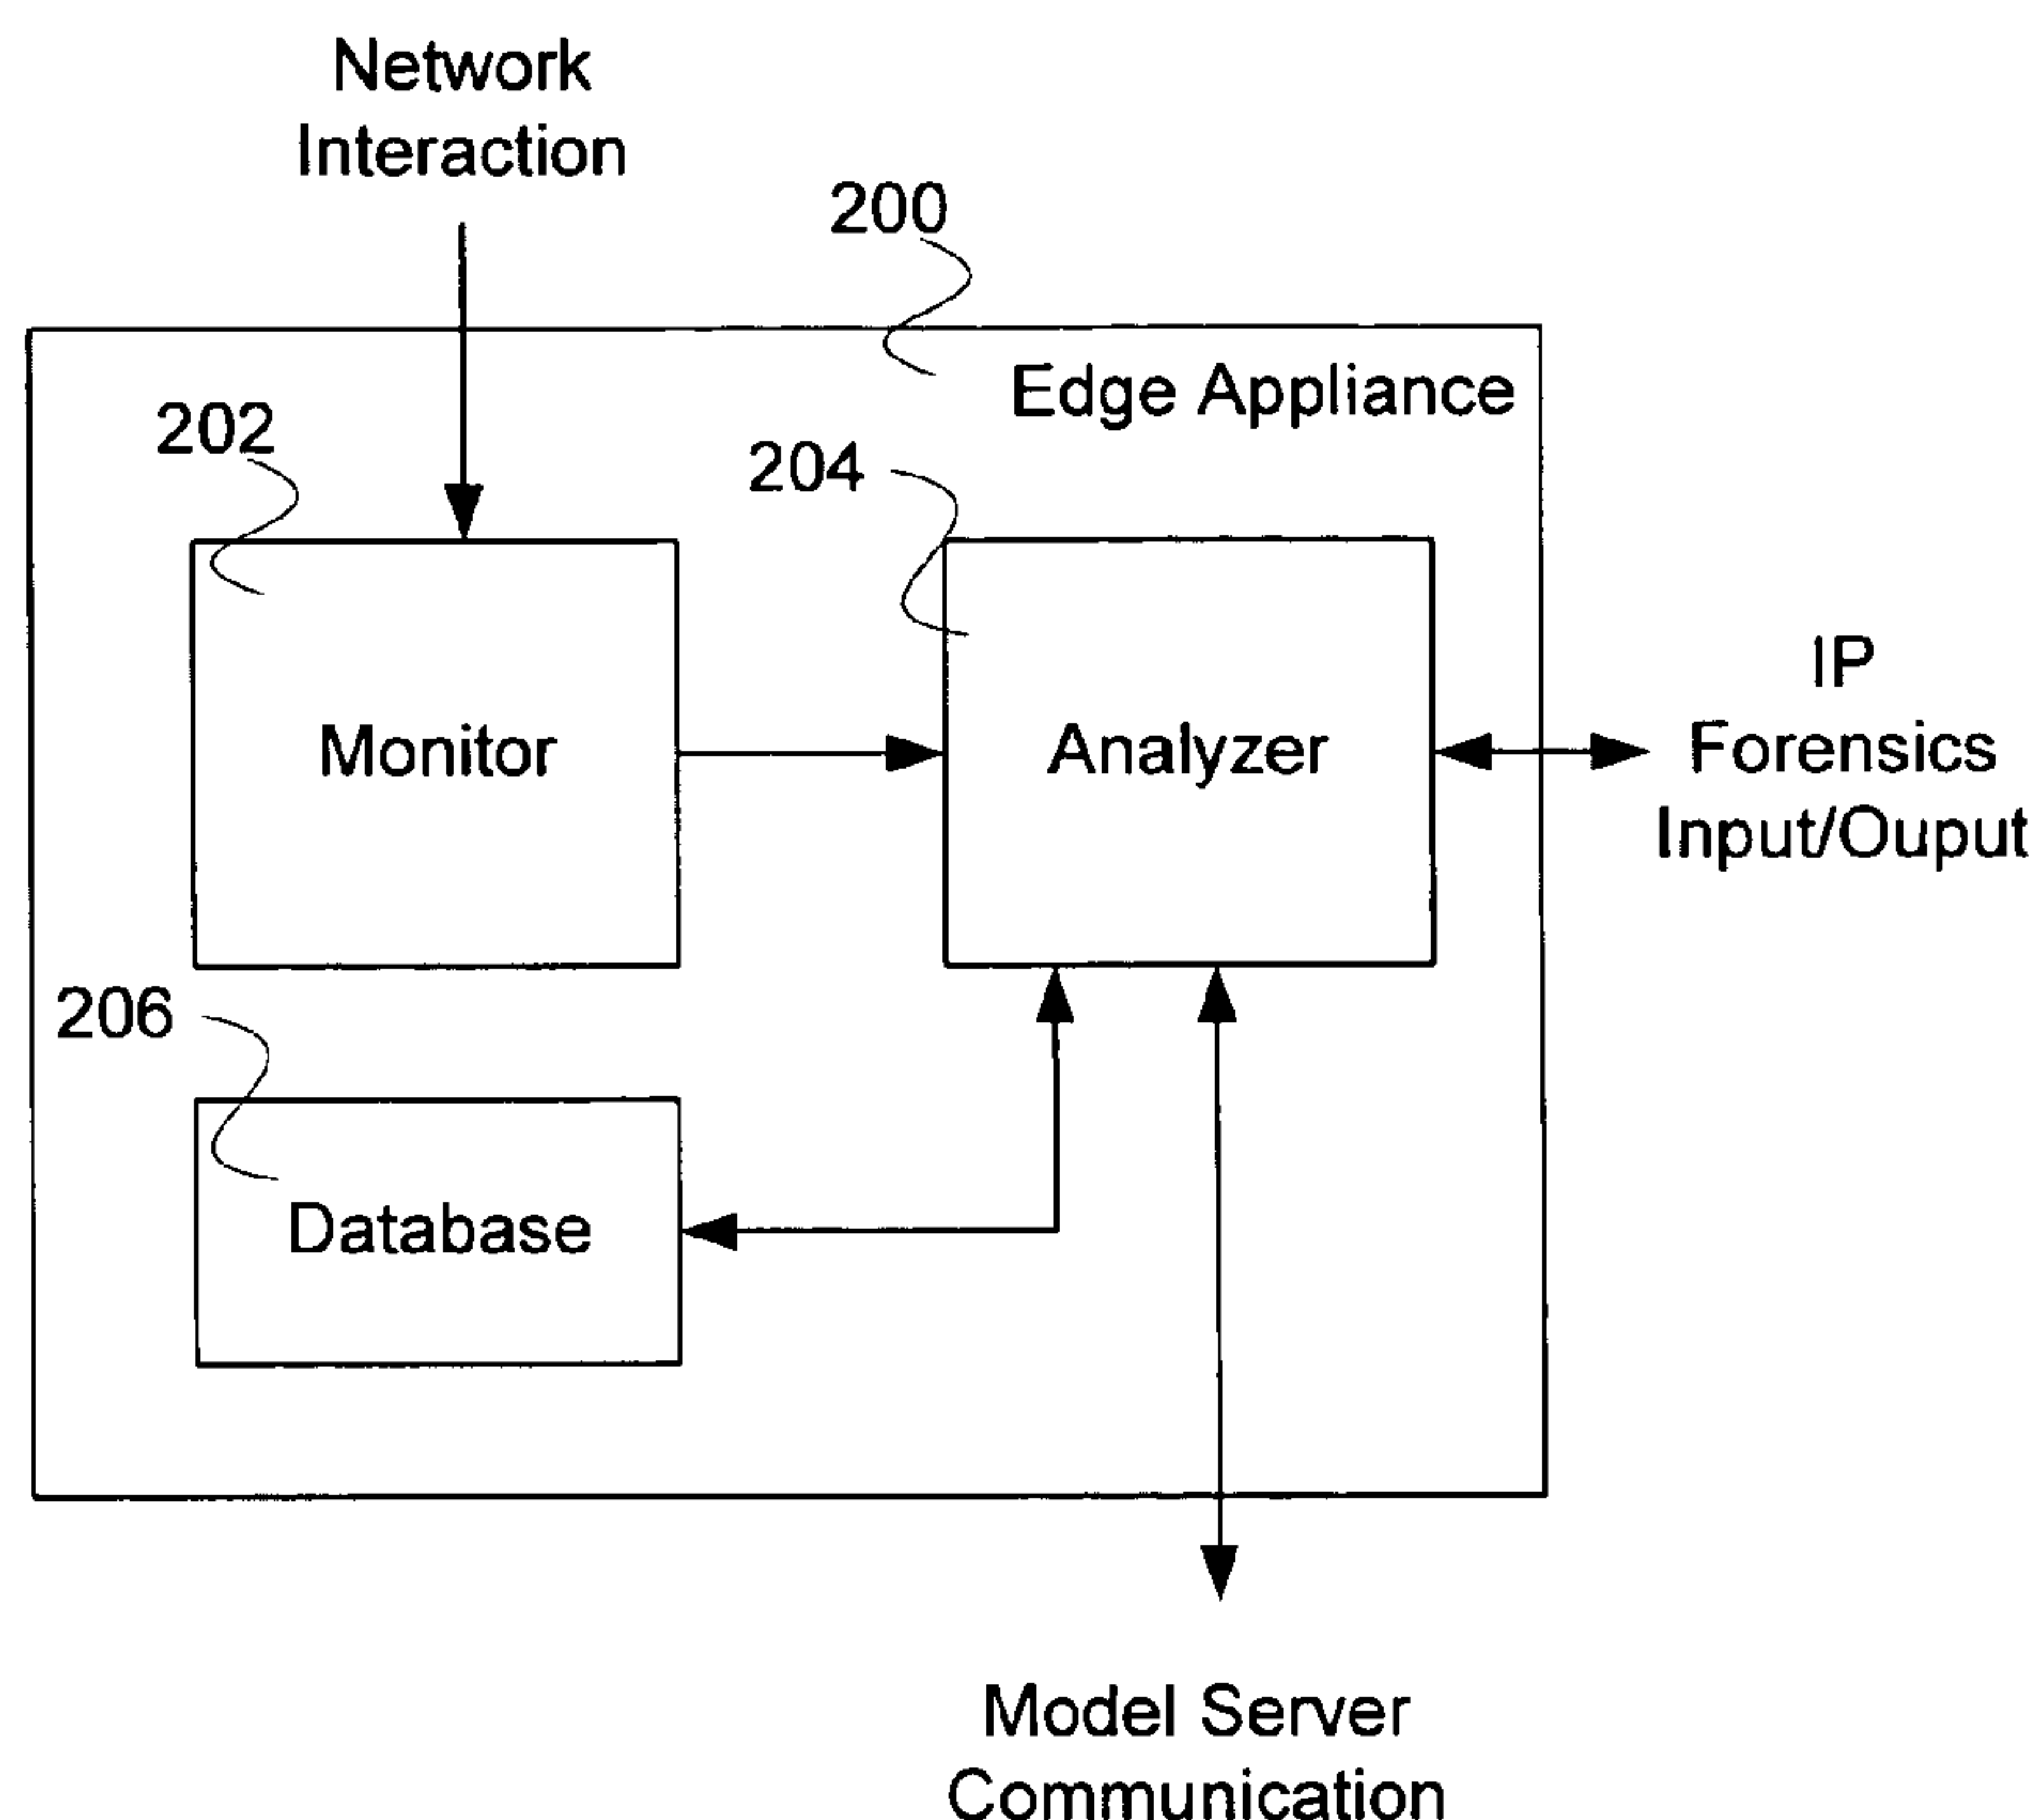 Network
Interaction
200
Edge Appliance
202
204
Monitor
Analyzer
IP
Forensics
Input/Ouput
206
Database
Model Server
Communication